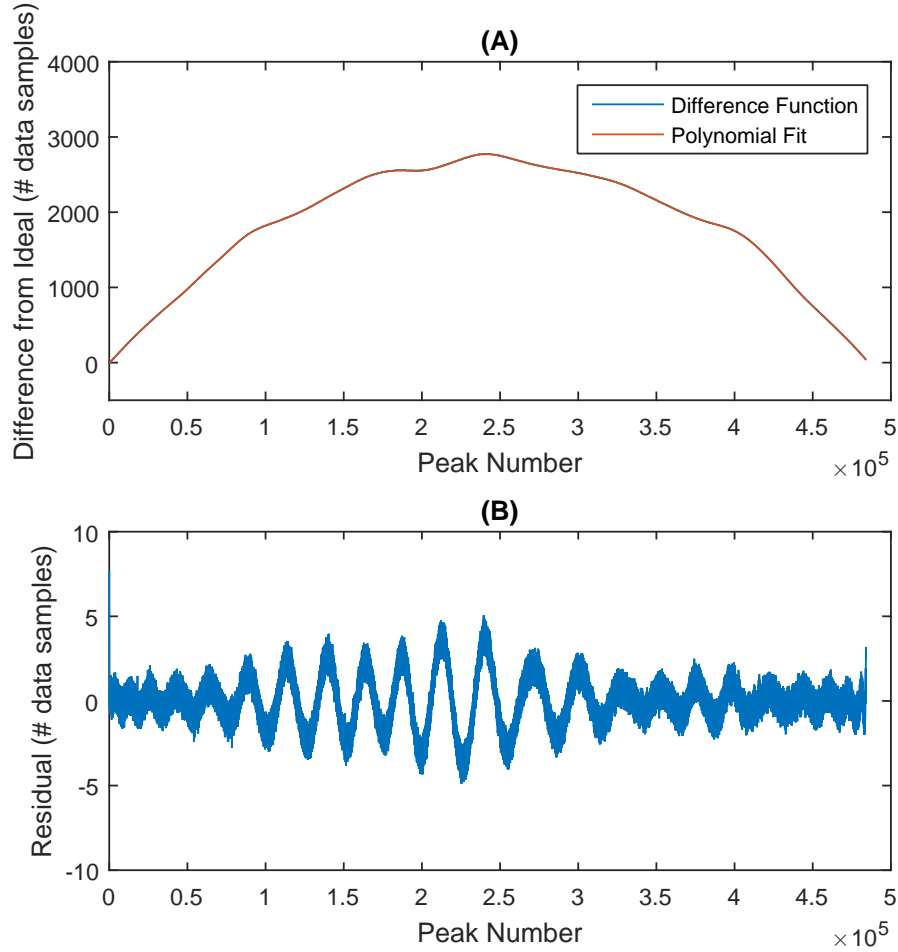 (A)
Difference from Ideal (# data samples)
4000
3000
2000
1000
0
Difference Function
Polynomial Fit
0 0.5 1 1.5 2 2.5 3 3.5 4 4.5 5
Peak Number
×10^5
(B)
Residual (# data samples)
10
5
0
-5
-10
0 0.5 1 1.5 2 2.5 3 3.5 4 4.5 5
Peak Number
×10^5